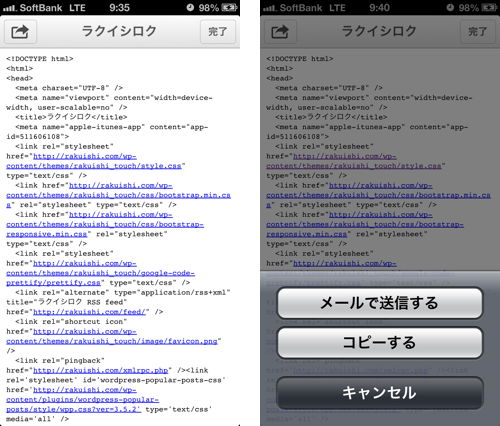 SoftBank LTE 9:35 98%
ラクイシロク 完了
<!DOCTYPE html>
<html>
<head>
<meta charset="UTF-8" />
<meta name="viewport" content="width=device-
width, user-scalable=no" />
<title>ラクイシロク</title>
<meta name="apple-itunes-app" content="app-
id=511606108">
<link rel="stylesheet"
href="http://rakuishi.com/wp-
content/themes/rakuishi_touch/style.css"
type="text/css" />
<link rel="stylesheet" href="http://rakuishi.com/wp-
content/themes/rakuishi_touch/css/bootstrap.min.cs
s" rel="stylesheet" type="text/css" />
<link href="http://rakuishi.com/wp-
content/themes/rakuishi_touch/css/bootstrap-
responsive.min.css" rel="stylesheet"
type="text/css" />
<link rel="stylesheet"
href="http://rakuishi.com/wp-
content/themes/rakuishi_touch/google-code-
prettify/prettify.css" type="text/css" />
<link rel="alternate" type="application/rss+xml"
title="ラクイシロク RSS feed"
href="http://rakuishi.com/feed/" />
<link rel="shortcut icon"
href="http://rakuishi.com/wp-
content/themes/rakuishi_touch/image/favicon.png"
/>
<link rel="pingback"
href="http://rakuishi.com/xmlrpc.php" /><link
rel='stylesheet' id='wordpress-popular-posts-css'
href='http://rakuishi.com/wp-
content/plugins/wordpress-popular-
posts/style/wpp.css?ver=3.5.2' type='text/css'
media='all' />
SoftBank LTE 9:40 98%
ラクイシロク 完了
<!DOCTYPE html>
<html>
<head>
<meta charset="UTF-8" />
<meta name="viewport" content="width=device-
width, user-scalable=no" />
<title>ラクイシロク</title>
<meta name="apple-itunes-app" content="app-
id=511606108">
<link rel="stylesheet"
href="http://rakuishi.com/wp-
content/themes/rakuishi_touch/style.css"
type="text/css" />
<link rel="stylesheet" href="http://rakuishi.com/wp-
content/themes/rakuishi_touch/css/bootstrap.min.cs
s" rel="stylesheet" type="text/css" />
<link href="http://rakuishi.com/wp-
content/themes/rakuishi_touch/css/bootstrap-
responsive.min.css" rel="stylesheet"
type="text/css" />
<link rel="stylesheet"
メールで送信する
コピーする
キャンセル